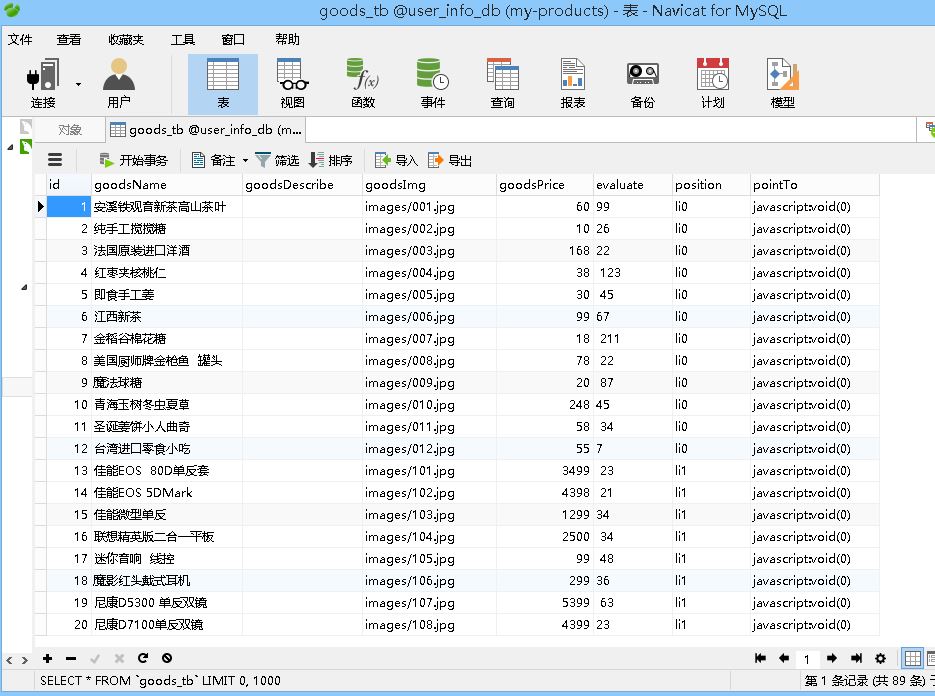 goods_tb @user_info_db (my-products) - 表 - Navicat for MySQL
文件 查看 收藏夹 工具 窗口 帮助
连接 用户 表 视图 函数 事件 查询 报表 备份 计划 模型
对象 goods_tb @user_info_db (m...
开始事务 备注 筛选 排序 导入 导出
id goodsName goodsDescribe goodsImg goodsPrice evaluate position pointTo
1 安溪铁观音新茶高山茶叶 images/001.jpg 60 99 li0 javascript:void(0)
2 纯手工搅搅糖 images/002.jpg 10 26 li0 javascript:void(0)
3 法国原装进口洋酒 images/003.jpg 168 22 li0 javascript:void(0)
4 红枣夹核桃仁 images/004.jpg 38 123 li0 javascript:void(0)
5 即食手工姜 images/005.jpg 30 45 li0 javascript:void(0)
6 江西新茶 images/006.jpg 99 67 li0 javascript:void(0)
7 金稻谷棉花糖 images/007.jpg 18 211 li0 javascript:void(0)
8 美国厨师牌金枪鱼 罐头 images/008.jpg 78 22 li0 javascript:void(0)
9 魔法球糖 images/009.jpg 20 87 li0 javascript:void(0)
10 青海玉树冬虫夏草 images/010.jpg 248 45 li0 javascript:void(0)
11 圣诞姜饼小人曲奇 images/011.jpg 58 34 li0 javascript:void(0)
12 台湾进口零食小吃 images/012.jpg 55 7 li0 javascript:void(0)
13 佳能EOS 80D单反套 images/101.jpg 3499 23 li1 javascript:void(0)
14 佳能EOS 5DMark images/102.jpg 4398 21 li1 javascript:void(0)
15 佳能微型单反 images/103.jpg 1299 34 li1 javascript:void(0)
16 联想精英版二合一平板 images/104.jpg 2500 34 li1 javascript:void(0)
17 迷你音响 线控 images/105.jpg 99 48 li1 javascript:void(0)
18 魔影红头戴式耳机 images/106.jpg 299 36 li1 javascript:void(0)
19 尼康D5300 单反双镜 images/107.jpg 5399 63 li1 javascript:void(0)
20 尼康D7100单反双镜 images/108.jpg 4399 23 li1 javascript:void(0)
1
SELECT * FROM `goods_tb` LIMIT 0, 1000 第 1 条记录 (共 89 条) 于